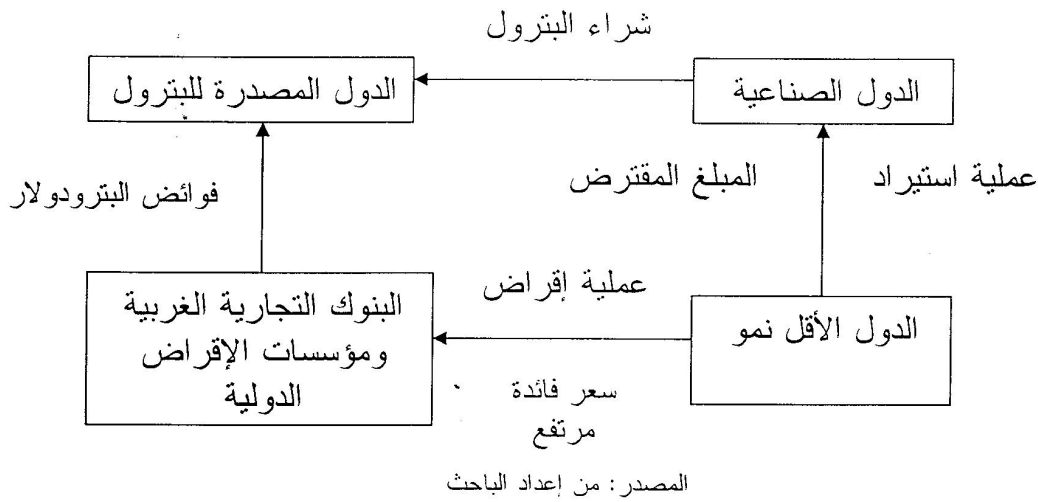 شراء البترول
الدول الصناعية
الدول المصدرة للبترول
عملية استيراد
المبلغ المقترض
فوائض البترودولار
الدول الأقل نمو
عملية إقراض
البنوك التجارية الغربية
ومؤسسات الإقراض
الدولية
سعر فائدة
مرتفع
المصدر: من إعداد الباحث